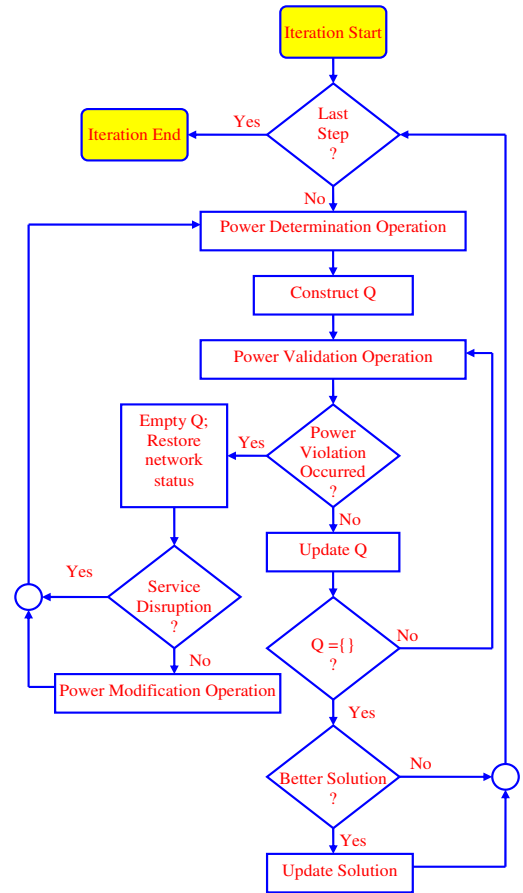 Iteration Start
Last
Step
?
Yes
Iteration End
No
Power Determination Operation
Construct Q
Power Validation Operation
Empty Q;
Restore
network
status
Yes
Power
Violation
Occurred
?
No
Update Q
Yes
Service
Disruption
?
No
Q ={}
?
No
Power Modification Operation
Yes
Better Solution
?
No
Yes
Update Solution